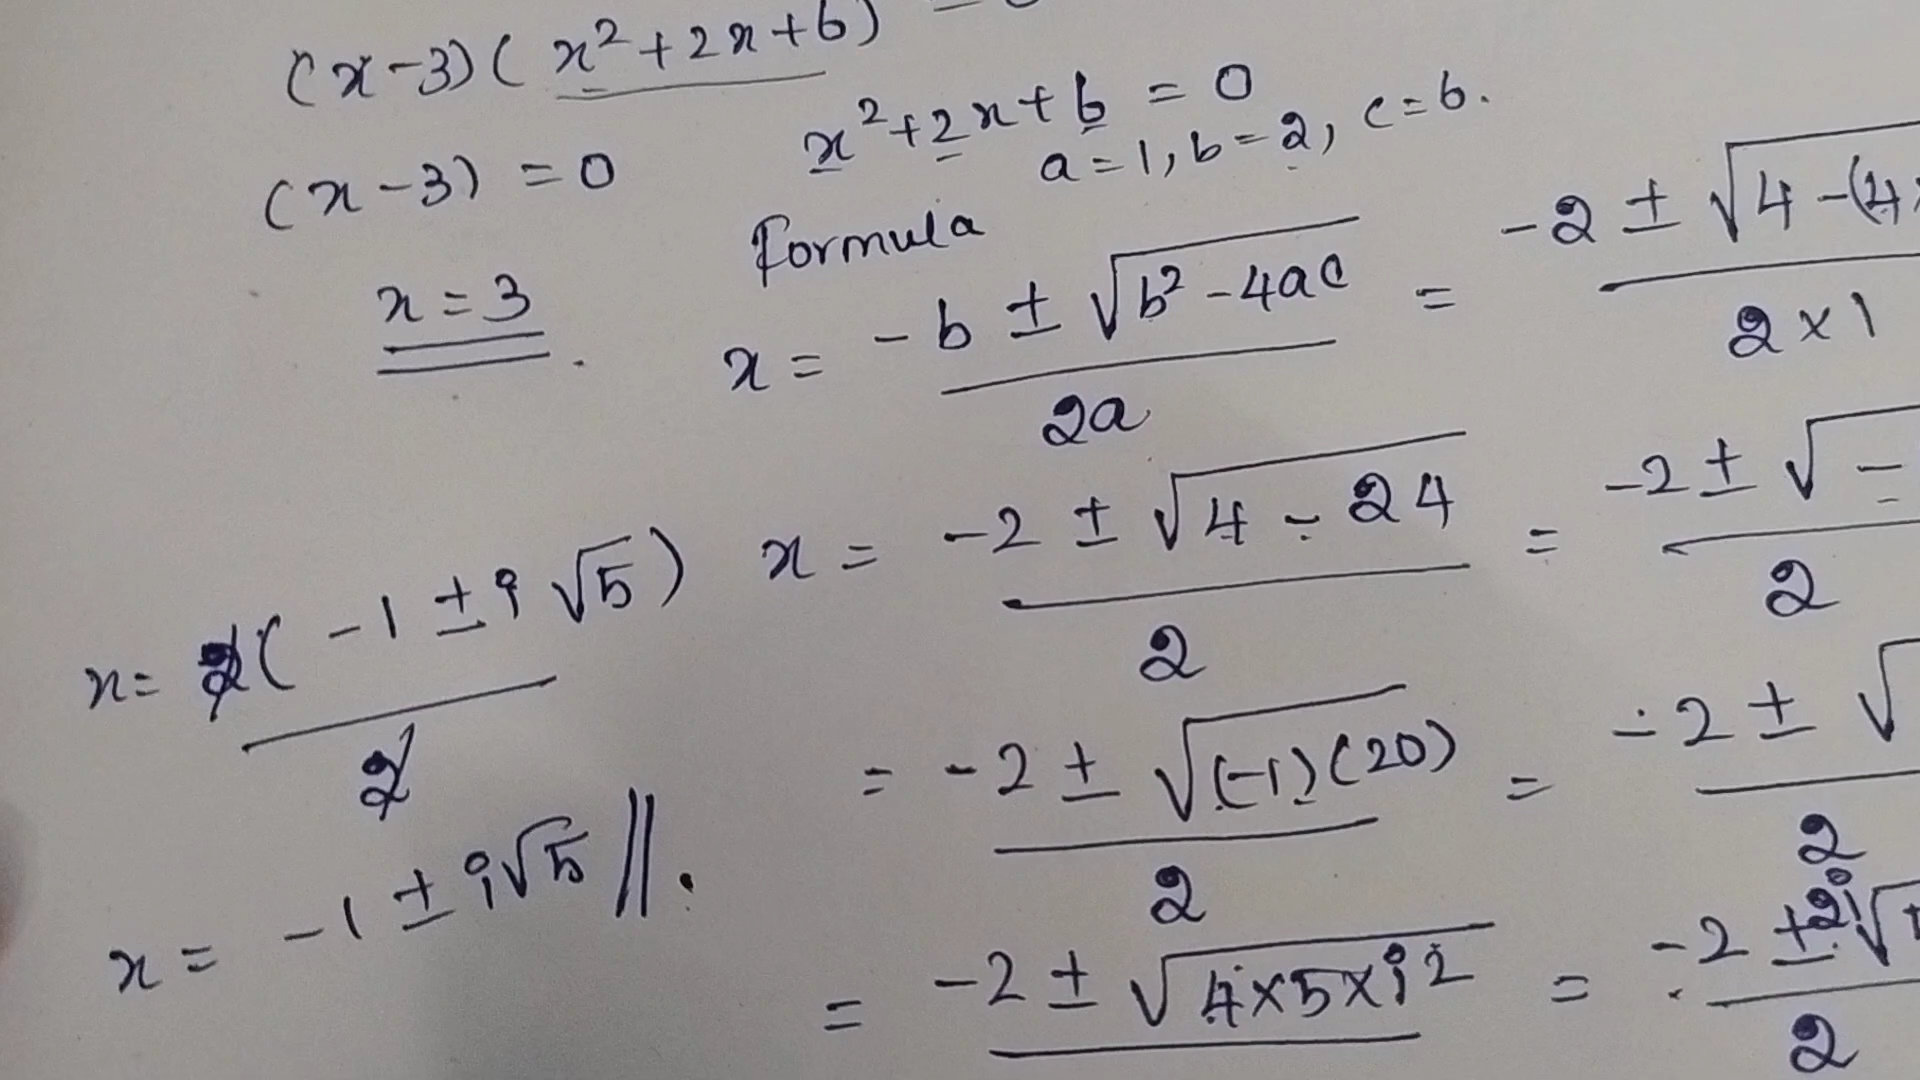 (x-3)(x²+2x+6)
(x-3) = 0
x = 3
x²+2x+6 = 0
a=1, b=2, c=6.
Formula
x = -b ± √b²-4ac / 2a = -2 ± √4-(4 / 2×1
x = -2 ± √4-24 / 2 = -2 ± √- / 2
= -2 ± √(-1)(20) / 2 = -2 ± √ / 2
= -2 ± √4×5×i² = -2 ± 2i√ / 2
x = 2(-1 ± i√5) / 2
x = -1 ± i√5 //.